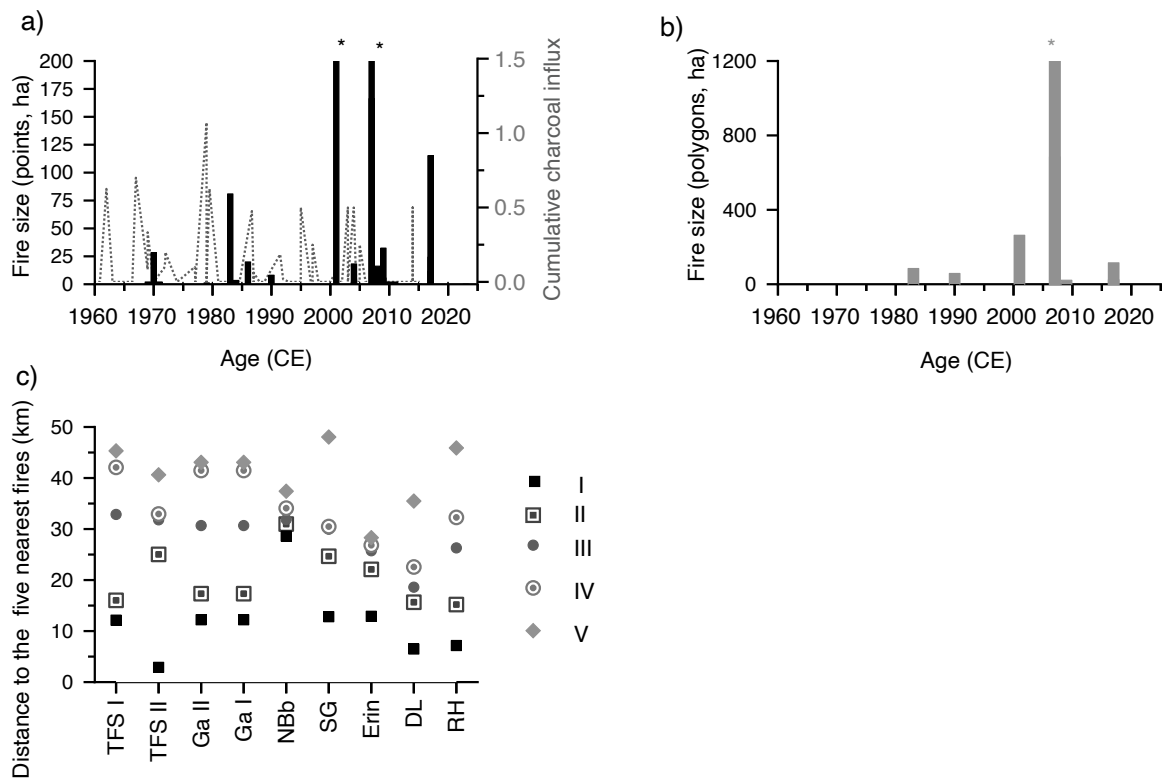 a)
b)
* *
*
200
175
150
125
100
75
50
25
0
Fire size (points, ha)
1.5
1.0
0.5
0.0
Cumulative charcoal influx
1960 1970 1980 1990 2000 2010 2020
Age (CE)
1200
800
400
0
Fire size (polygons, ha)
1960 1970 1980 1990 2000 2010 2020
Age (CE)
c)
50
40
30
20
10
0
Distance to the five nearest fires (km)
TFS I
TFS II
Ga II
Ga I
NBb
SG
Erin
DL
RH
I
II
III
IV
V